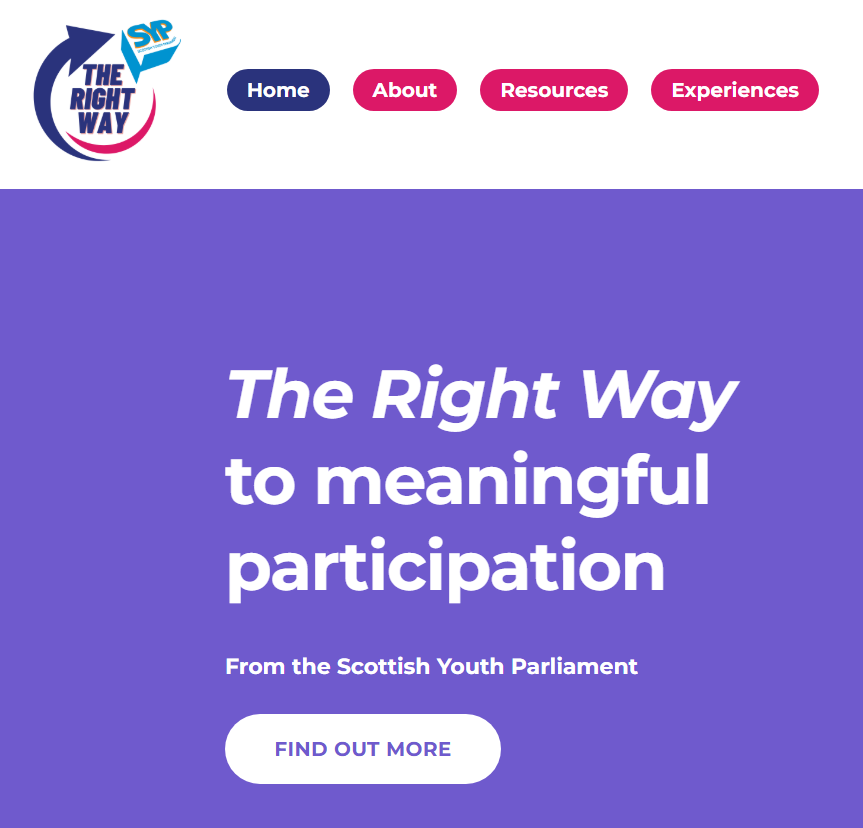 SYP
THE
RIGHT
WAY
Home
About
Resources
Experiences
The Right Way
to meaningful
participation
From the Scottish Youth Parliament
FIND OUT MORE